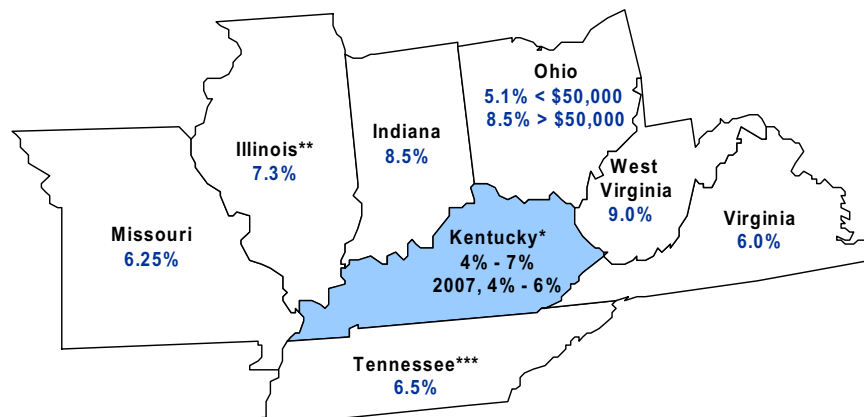 Ohio
5.1% < $50,000
8.5% > $50,000
Indiana
8.5%
Illinois**
7.3%
West
Virginia
9.0%
Virginia
6.0%
Missouri
6.25%
Kentucky*
4% - 7%
2007, 4% - 6%
Tennessee***
6.5%